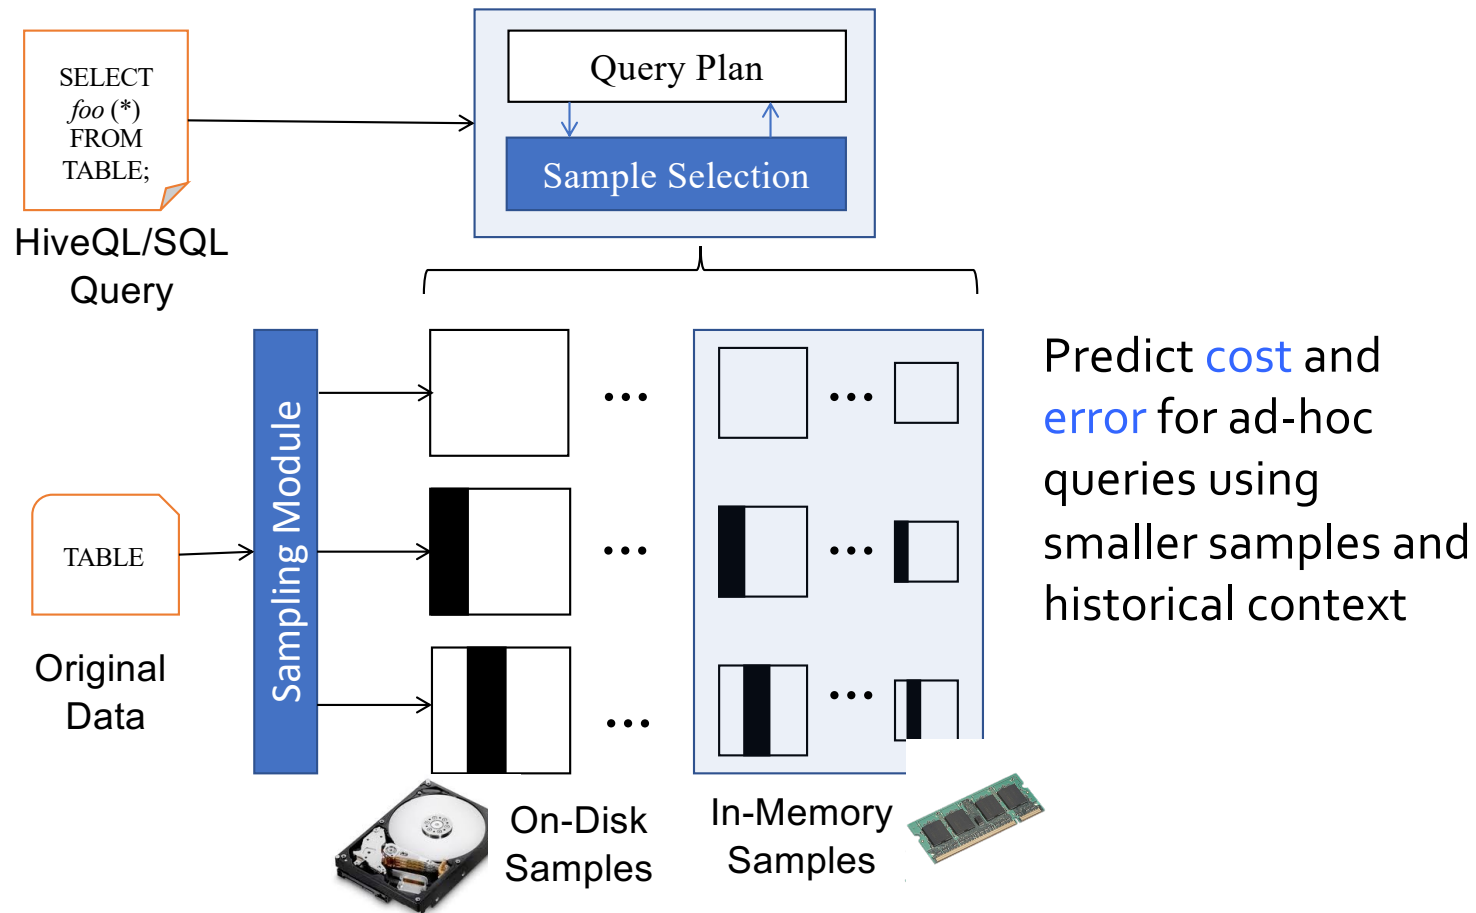 SELECT
foo (*)
FROM
TABLE;
HiveQL/SQL
Query
Query Plan
Sample Selection
TABLE
Original
Data
Sampling Module
•••
•••
•••
•••
•••
•••
On-Disk
Samples
In-Memory
Samples
Predict cost and
error for ad-hoc
queries using
smaller samples and
historical context